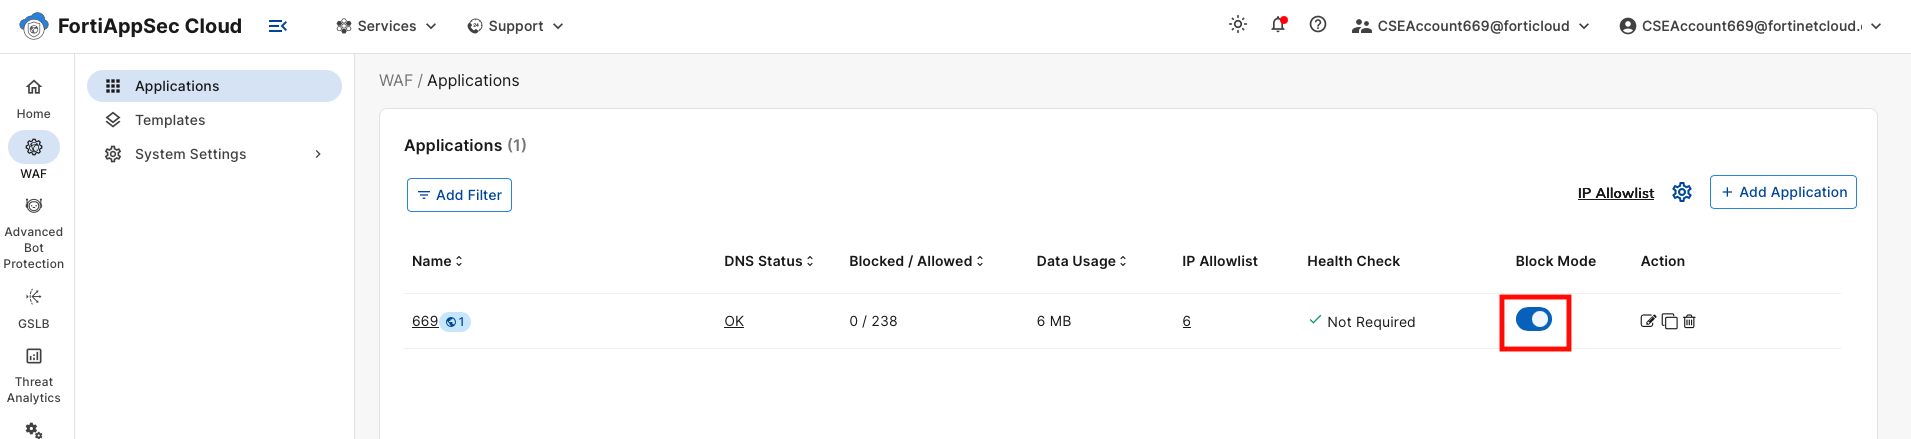 FortiAppSec Cloud
Services
Support
CSEAccount669@forticloud
CSEAccount669@fortinetcloud.
Home
WAF
Advanced
Bot
Protection
GSLB
Threat
Analytics
Applications
Templates
System Settings
WAF / Applications
Applications (1)
Add Filter
IP Allowlist
+ Add Application
Name DNS Status Blocked / Allowed Data Usage IP Allowlist Health Check Block Mode Action
669 1 OK 0 / 238 6 MB 6 Not Required